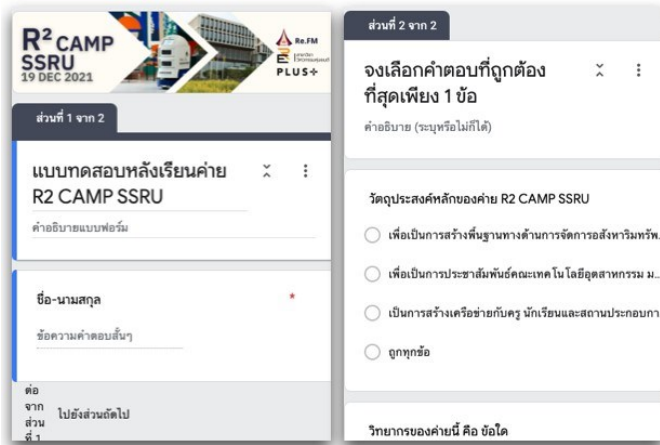 R² CAMP
SSRU
19 DEC 2021
Re.FM
PLUS+
ส่วนที่ 1 จาก 2
แบบทดสอบหลังเรียนค่าย
R2 CAMP SSRU
คำอธิบายแบบฟอร์ม
ชื่อ-นามสกุล *
ข้อความคำตอบสั้นๆ
ต่อ
จาก
ส่วน
ที่ 1
ไปยังส่วนถัดไป
ส่วนที่ 2 จาก 2
จงเลือกคำตอบที่ถูกต้อง
ที่สุดเพียง 1 ข้อ
คำอธิบาย (ระบุหรือไม่ก็ได้)
วัตถุประสงค์หลักของค่าย R2 CAMP SSRU
เพื่อเป็นการสร้างพื้นฐานทางด้านการจัดการอสังหาริมทรัพ.
เพื่อเป็นการประชาสัมพันธ์คณะเทคโนโลยีอุตสาหกรรม ม...
เป็นการสร้างเครือข่ายกับครู นักเรียนและสถานประกอบกา
ถูกทุกข้อ
วิทยากรของค่ายนี้ คือ ข้อใด